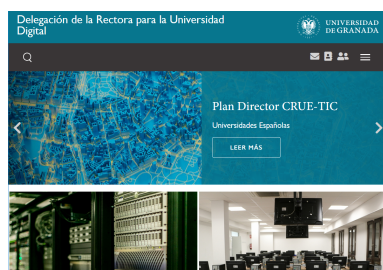 Delegación de la Rectora para la Universidad
Digital
UNIVERSIDAD
DE GRANADA
Plan Director CRUE-TIC
Universidades Españolas
LEER MÁS